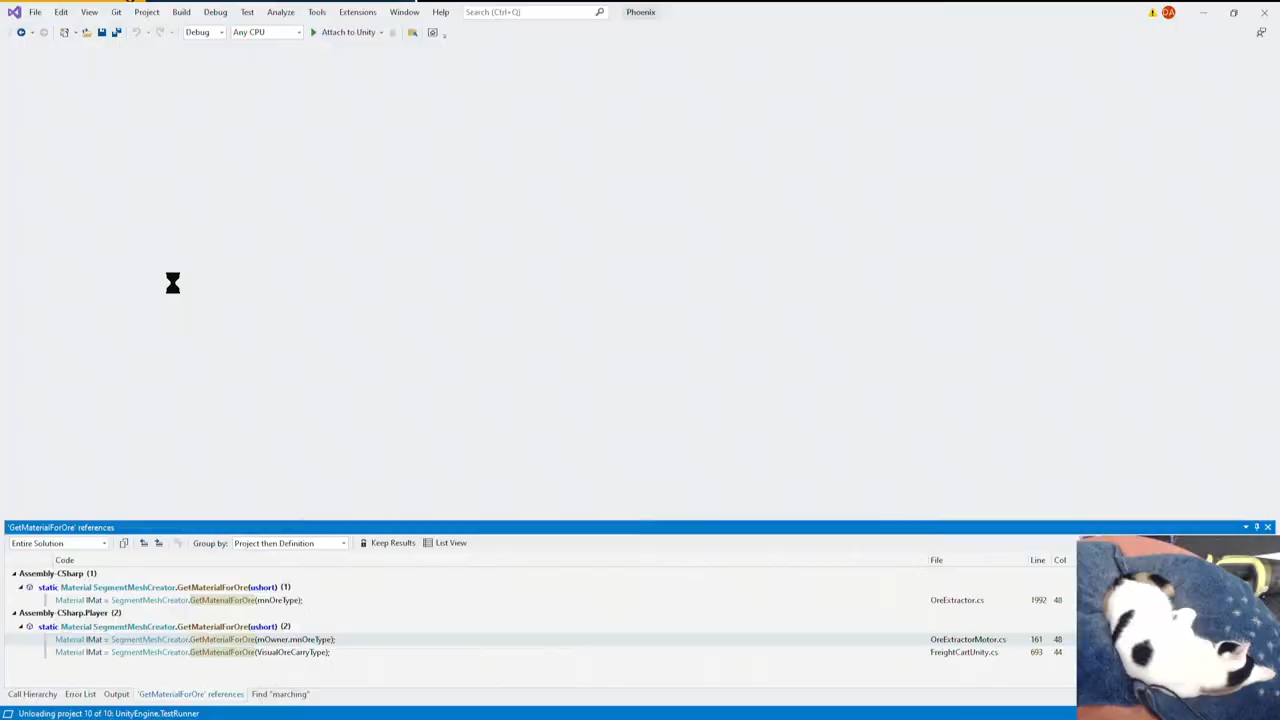 File Edit View Project Build Debug Test Analyze Tools Extensions Window Help Search (Ctrl+Q) Phoenix DA
Debug Any CPU Attach to Unity
'GetMaterialForOre' references
Entire Solution Group by: Project then Definition Keep Results List View
Code File Line Col
Assembly-CSharp (1)
static Material SegmentMeshCreator.GetMaterialForOre(ushort) (1)
Material lMat = SegmentMeshCreator.GetMaterialForOre(mnOreType); OreExtractor.cs 1992 48
Assembly-CSharp.Player (2)
static Material SegmentMeshCreator.GetMaterialForOre(ushort) (2)
Material lMat = SegmentMeshCreator.GetMaterialForOre(mOwner.mnOreType); OreExtractorMotor.cs 161 48
Material lMat = SegmentMeshCreator.GetMaterialForOre(VisualOreCarryType); FreightCartUnity.cs 693 44
Call Hierarchy Error List Output 'GetMaterialForOre' references Find "marching"
Unloading project 10 of 10: UnityEngine.TestRunner